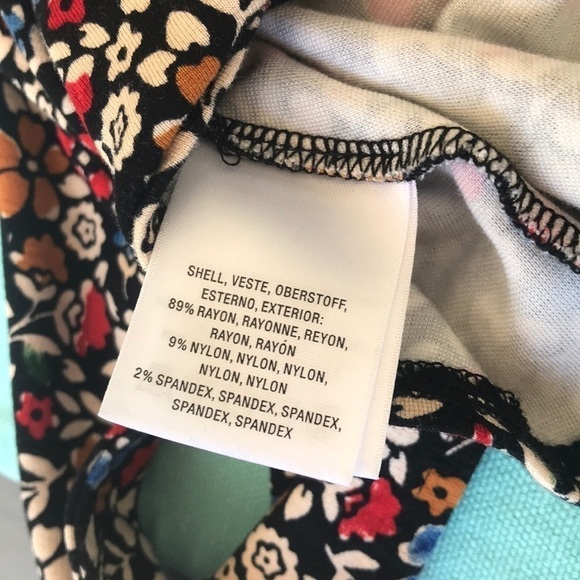 SHELL, VESTE, OBERSTOFF,
ESTERNO, EXTERIOR:
89% RAYON, RAYONNE, REYON,
RAYON, RAYÓN
9% NYLON, NYLON, NYLON,
NYLON, NYLON
2% SPANDEX, SPANDEX, SPANDEX,
SPANDEX, SPANDEX